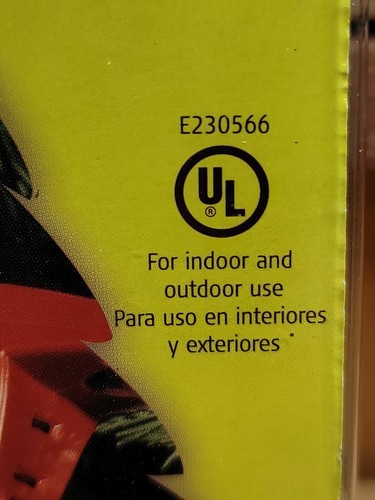 E230566
UL
®
For indoor and
outdoor use
Para uso en interiores
y exteriores